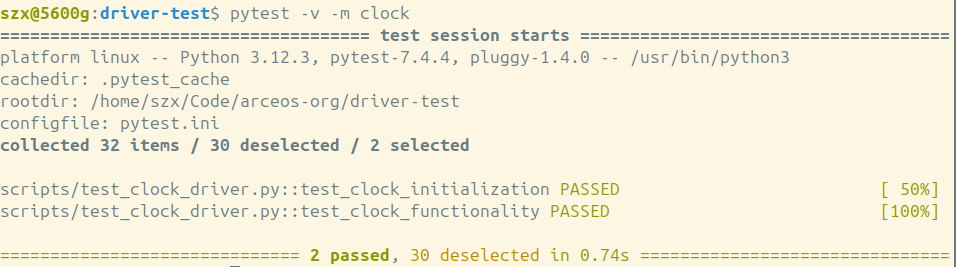 szx@5600g:driver-test$ pytest -v -m clock
===================================== test session starts =====================================
platform linux -- Python 3.12.3, pytest-7.4.4, pluggy-1.4.0 -- /usr/bin/python3
cachedir: .pytest_cache
rootdir: /home/szx/Code/arceos-org/driver-test
configfile: pytest.ini
collected 32 items / 30 deselected / 2 selected
scripts/test_clock_driver.py::test_clock_initialization PASSED [ 50%]
scripts/test_clock_driver.py::test_clock_functionality PASSED [100%]
============================== 2 passed, 30 deselected in 0.74s ===============================